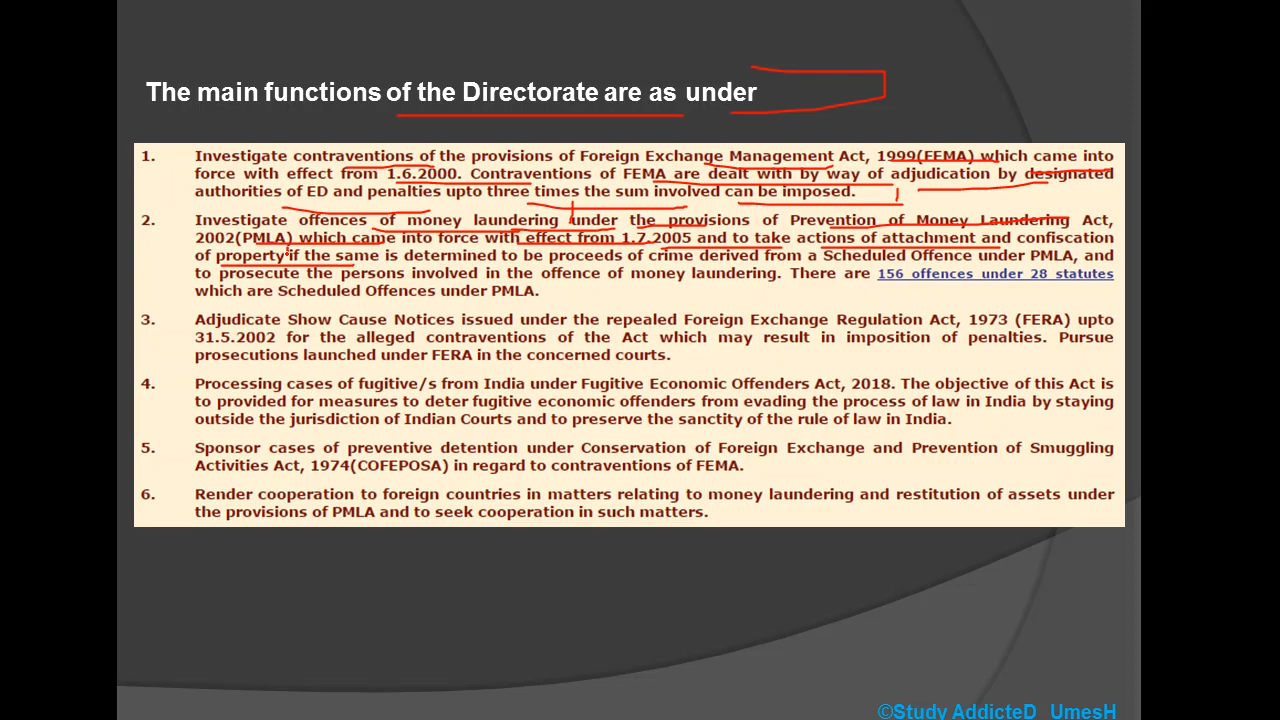 The main functions of the Directorate are as under
1. Investigate contraventions of the provisions of Foreign Exchange Management Act, 1999(FEMA) which came into
force with effect from 1.6.2000. Contraventions of FEMA are dealt with by way of adjudication by designated
authorities of ED and penalties upto three times the sum involved can be imposed.
2. Investigate offences of money laundering under the provisions of Prevention of Money Laundering Act,
2002(PMLA) which came into force with effect from 1.7.2005 and to take actions of attachment and confiscation
of property if the same is determined to be proceeds of crime derived from a Scheduled Offence under PMLA, and
to prosecute the persons involved in the offence of money laundering. There are 156 offences under 28 statutes
which are Scheduled Offences under PMLA.
3. Adjudicate Show Cause Notices issued under the repealed Foreign Exchange Regulation Act, 1973 (FERA) upto
31.5.2002 for the alleged contraventions of the Act which may result in imposition of penalties. Pursue
prosecutions launched under FERA in the concerned courts.
4. Processing cases of fugitive/s from India under Fugitive Economic Offenders Act, 2018. The objective of this Act is
to provided for measures to deter fugitive economic offenders from evading the process of law in India by staying
outside the jurisdiction of Indian Courts and to preserve the sanctity of the rule of law in India.
5. Sponsor cases of preventive detention under Conservation of Foreign Exchange and Prevention of Smuggling
Activities Act, 1974(COFEPOSA) in regard to contraventions of FEMA.
6. Render cooperation to foreign countries in matters relating to money laundering and restitution of assets under
the provisions of PMLA and to seek cooperation in such matters.
©Study AddicteD_UmesH